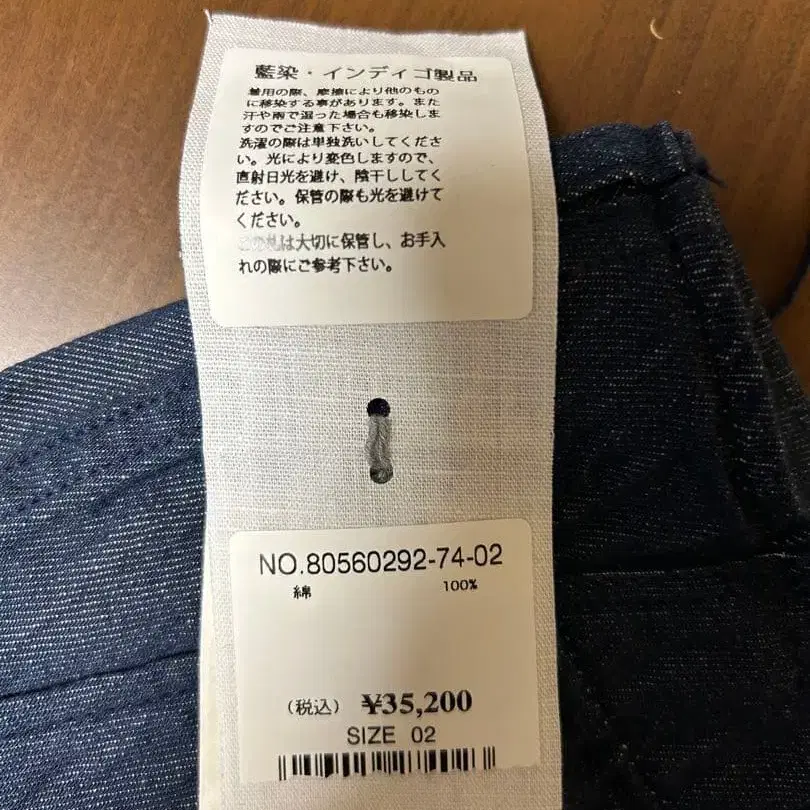 藍染・インディゴ製品
着用の際、摩擦により他のもの
に移染する事があります。また
汗や雨で湿った場合も移染しま
すのでご注意下さい。
洗濯の際は単独洗いしてくださ
い。光により変色しますので、
直射日光を避け、陰干ししてく
ださい。保管の際も光を避けて
ください。
この札は大切に保管し、お手入
れの際にご参考下さい。
NO.80560292-74-02
綿 100%
(税込) ¥35,200
SIZE 02